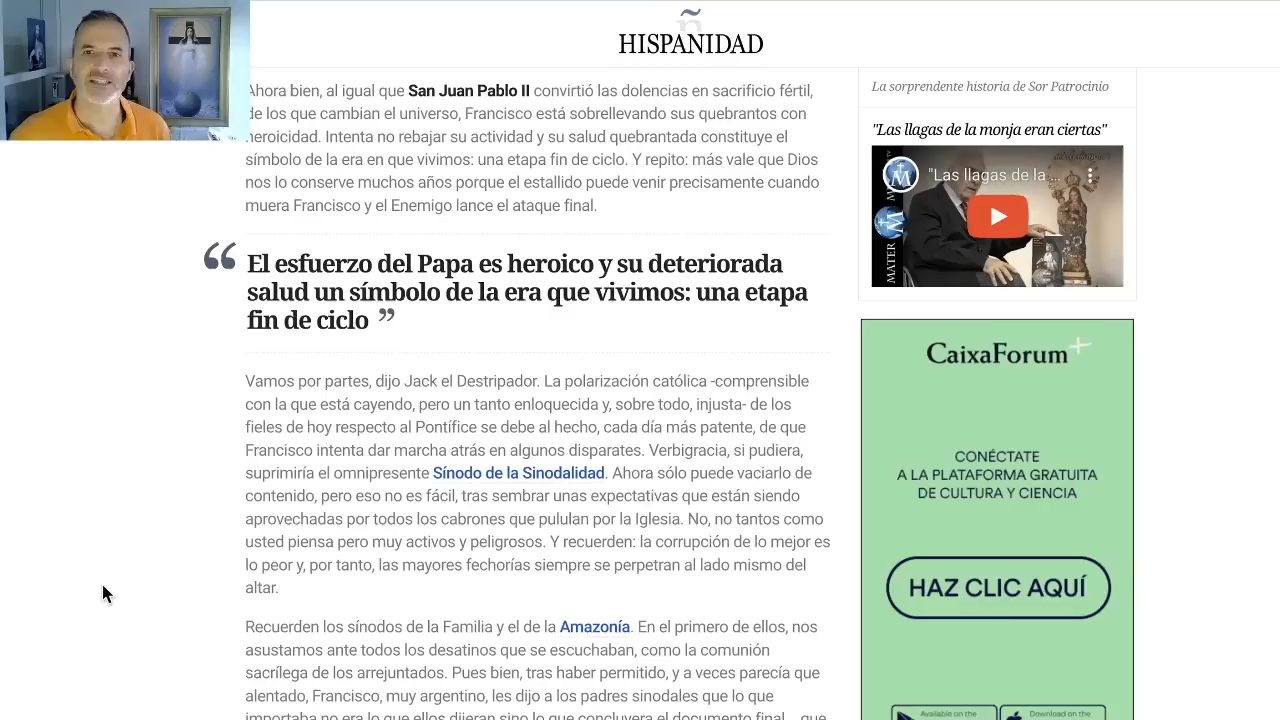 ñ
HISPANIDAD
Ahora bien, al igual que San Juan Pablo II convirtió las dolencias en sacrificio fértil,
de los que cambian el universo, Francisco está sobrellevando sus quebrantos con
heroicidad. Intenta no rebajar su actividad y su salud quebrantada constituye el
símbolo de la era en que vivimos: una etapa fin de ciclo. Y repito: más vale que Dios
nos lo conserve muchos años porque el estallido puede venir precisamente cuando
muera Francisco y el Enemigo lance el ataque final.
“ El esfuerzo del Papa es heroico y su deteriorada
salud un símbolo de la era que vivimos: una etapa
fin de ciclo ”
Vamos por partes, dijo Jack el Destripador. La polarización católica -comprensible
con la que está cayendo, pero un tanto enloquecida y, sobre todo, injusta- de los
fieles de hoy respecto al Pontífice se debe al hecho, cada día más patente, de que
Francisco intenta dar marcha atrás en algunos disparates. Verbigracia, si pudiera,
suprimiría el omnipresente Sínodo de la Sinodalidad. Ahora sólo puede vaciarlo de
contenido, pero eso no es fácil, tras sembrar unas expectativas que están siendo
aprovechadas por todos los cabrones que pululan por la Iglesia. No, no tantos como
usted piensa pero muy activos y peligrosos. Y recuerden: la corrupción de lo mejor es
lo peor y, por tanto, las mayores fechorías siempre se perpetran al lado mismo del
altar.
Recuerden los sínodos de la Familia y el de la Amazonía. En el primero de ellos, nos
asustamos ante todos los desatinos que se escuchaban, como la comunión
sacrílega de los arrejuntados. Pues bien, tras haber permitido, y a veces parecía que
alentado, Francisco, muy argentino, les dijo a los padres sinodales que lo que
importaba no era lo que ellos dijeran sino lo que concluyera el documento final... que
La sorprendente historia de Sor Patrocinio
"Las llagas de la monja eran ciertas"
"Las llagas de la ...
MATER
CaixaForum+
CONÉCTATE
A LA PLATAFORMA GRATUITA
DE CULTURA Y CIENCIA
HAZ CLIC AQUÍ
Available on the
Download on the